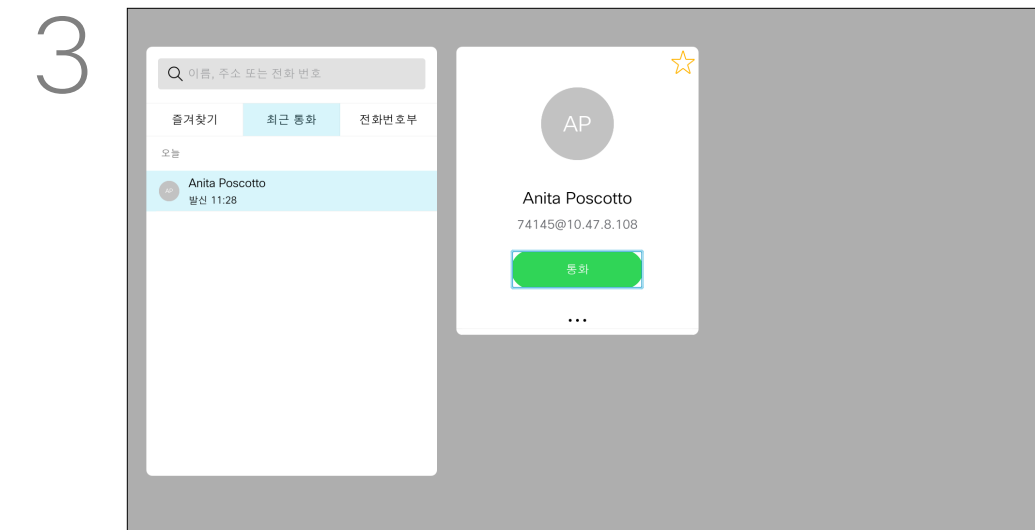 3
이름, 주소 또는 전화 번호
즐겨찾기 최근 통화 전화번호부
오늘
AP Anita Poscotto
발신 11:28
AP
Anita Poscotto
74145@10.47.8.108
통화
...